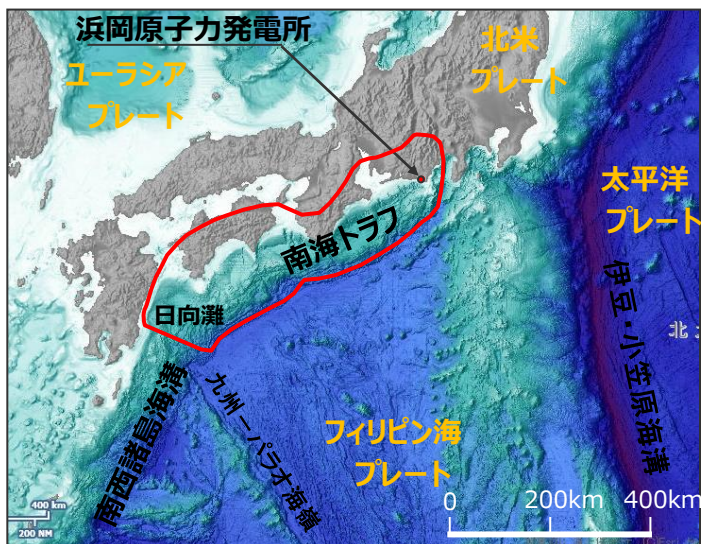 浜岡原子力発電所
北米
プレート
ユーラシア
プレート
太平洋
プレート
南海トラフ
日向灘
伊豆・小笠原海溝
北
南西諸島海溝
九州－パラオ海嶺
フィリピン海
プレート
0 200km 400km
400 km
200 NM